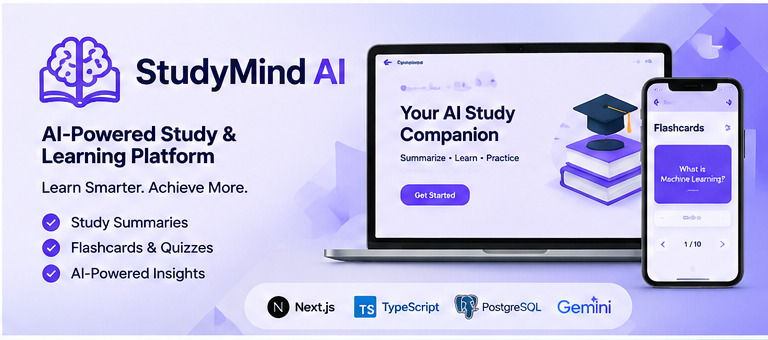 StudyMind AI
AI-Powered Study &
Learning Platform
Learn Smarter. Achieve More.
Study Summaries
Flashcards & Quizzes
AI-Powered Insights
Your AI Study
Companion
Summarize • Learn • Practice
Get Started
Flashcards
What is
Machine Learning?
1 / 10
N Next.js
TS TypeScript
PostgreSQL
Gemini